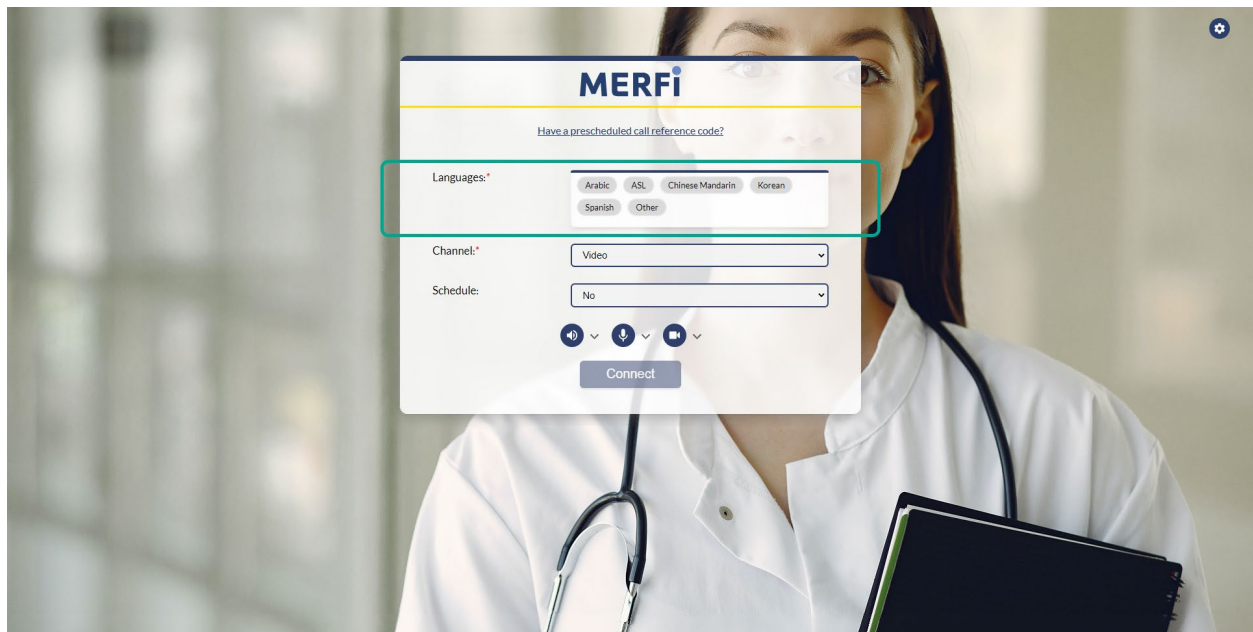 MERFi
Have a prescheduled call reference code?
Languages:*
Arabic ASL Chinese Mandarin Korean
Spanish Other
Channel:* Video
Schedule: No
Connect